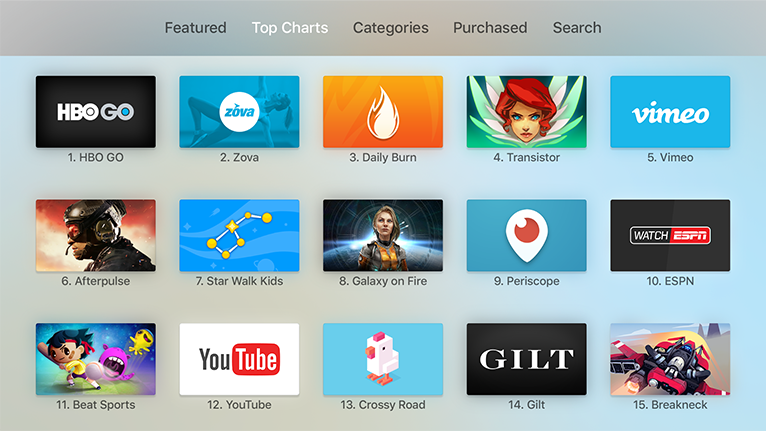 Featured Top Charts Categories Purchased Search
HBO GO zova vimeo
1. HBO GO 2. Zova 3. Daily Burn 4. Transistor 5. Vimeo
WATCH ESPN
6. Afterpulse 7. Star Walk Kids 8. Galaxy on Fire 9. Periscope 10. ESPN
YouTube GILT
11. Beat Sports 12. YouTube 13. Crossy Road 14. Gilt 15. Breakneck